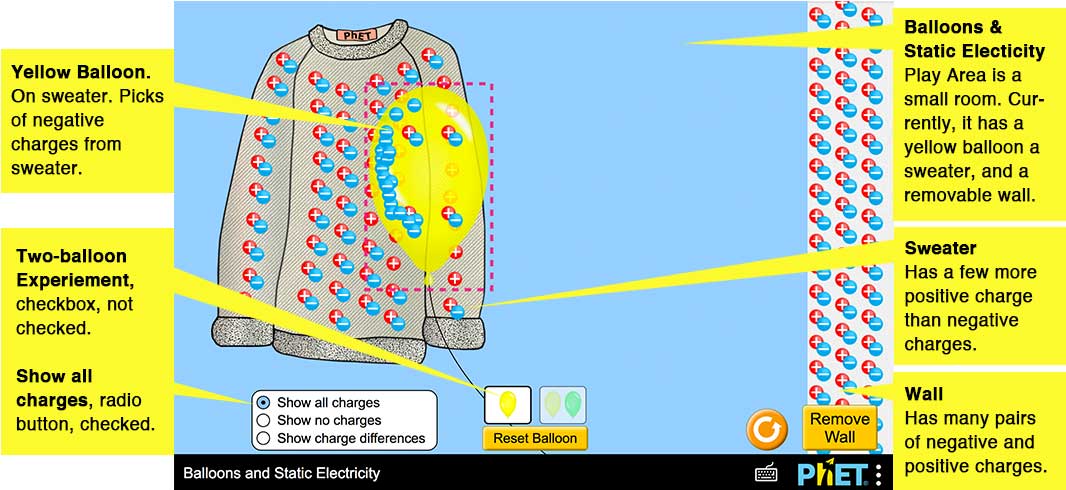 Yellow Balloon.
On sweater. Picks
of negative
charges from
sweater.
Two-balloon
Experiement,
checkbox, not
checked.
Show all
charges, radio
button, checked.
PhET
Show all charges
Show no charges
Show charge differences
Reset Balloon
Remove
Wall
Balloons and Static Electricity
PhET
Balloons &
Static Electicity
Play Area is a
small room. Cur-
rently, it has a
yellow balloon a
sweater, and a
removable wall.
Sweater
Has a few more
positive charge
than negative
charges.
Wall
Has many pairs
of negative and
positive charges.